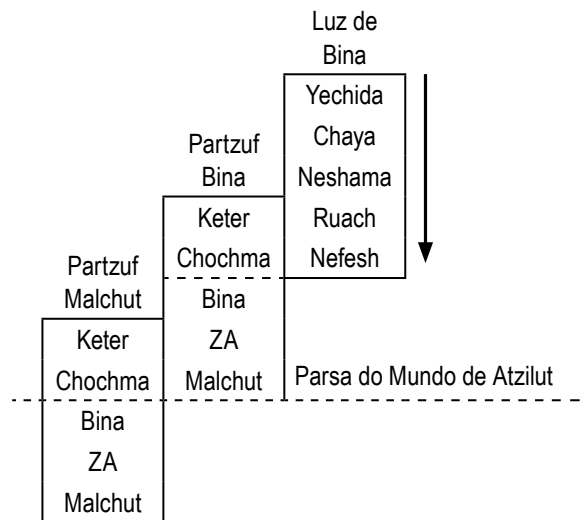 Luz de
Bina
Yechida
Chaya
Neshama
Ruach
Nefesh
Partzuf
Bina
Keter
Chochma
Bina
ZA
Malchut
Partzuf
Malchut
Keter
Chochma
Bina
ZA
Malchut
Parsa do Mundo de Atzilut